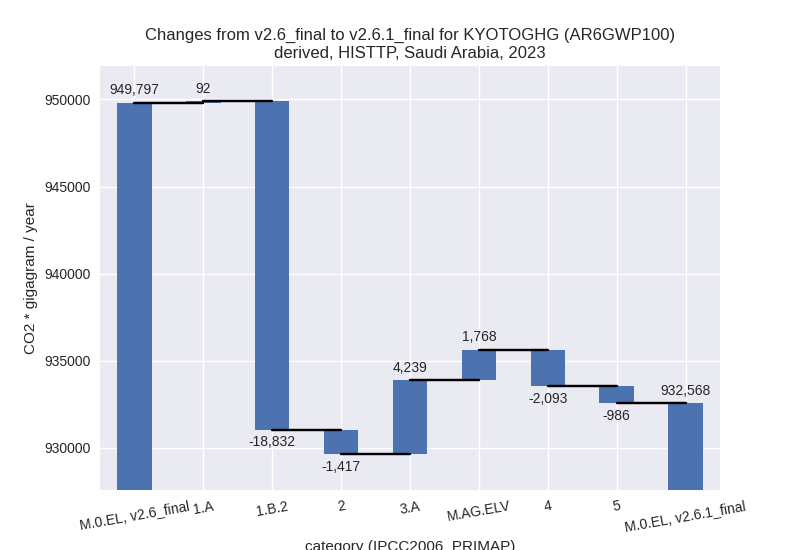 Changes from v2.6_final to v2.6.1_final for KYOTOGHG (AR6GWP100)
derived, HISTTP, Saudi Arabia, 2023
CO2 * gigagram / year
950000
945000
940000
935000
930000
949,797
92
-18,832
-1,417
4,239
1,768
-2,093
-986
932,568
M.0.EL, v2.6_final
1.A
1.B.2
2
3.A
M.AG.ELV
4
5
M.0.EL, v2.6.1_final
category (IPCC2006_PRIMAP)